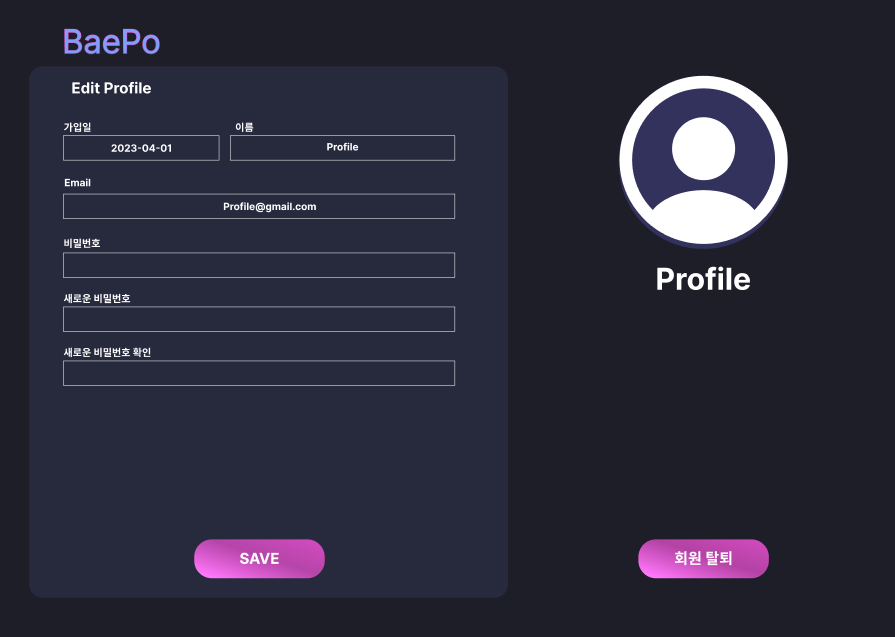 BaePo
Edit Profile
가입일 이름
2023-04-01 Profile
Email
Profile@gmail.com
비밀번호
새로운 비밀번호
새로운 비밀번호 확인
SAVE
Profile
회원 탈퇴